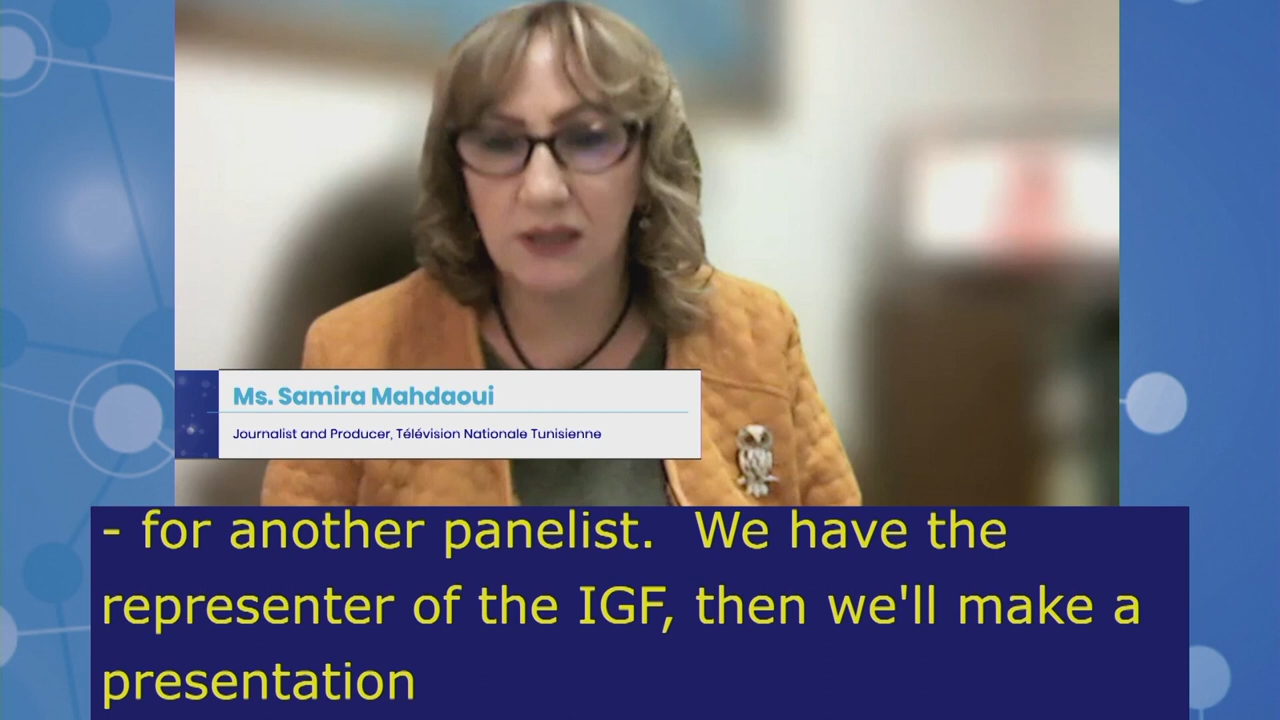 Ms. Samira Mahdaoui
Journalist and Producer, Télévision Nationale Tunisienne
- for another panelist.  We have the
representer of the IGF, then we'll make a
presentation